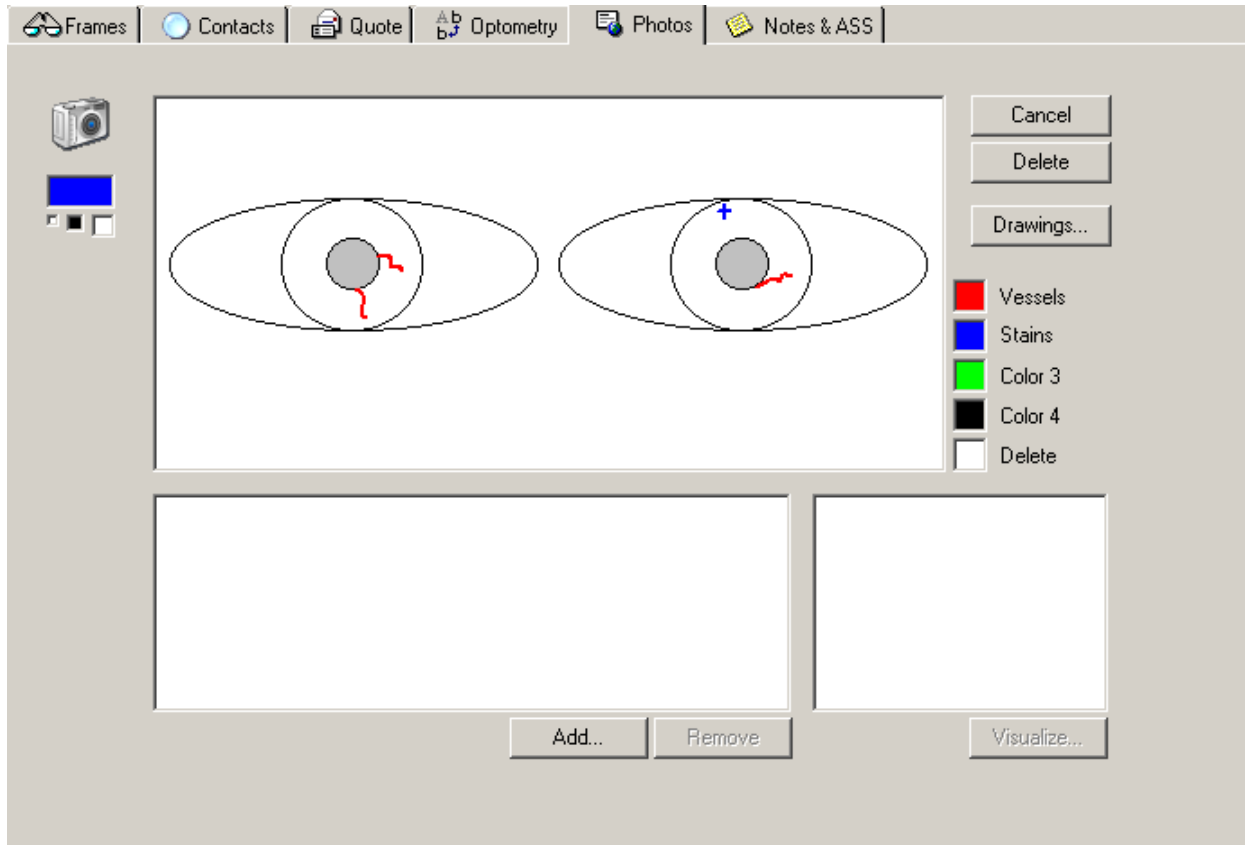 Frames Contacts Quote Optometry Photos Notes & ASS
Cancel
Delete
Drawings...
Vessels
Stains
Color 3
Color 4
Delete
Add... Remove Visualize...